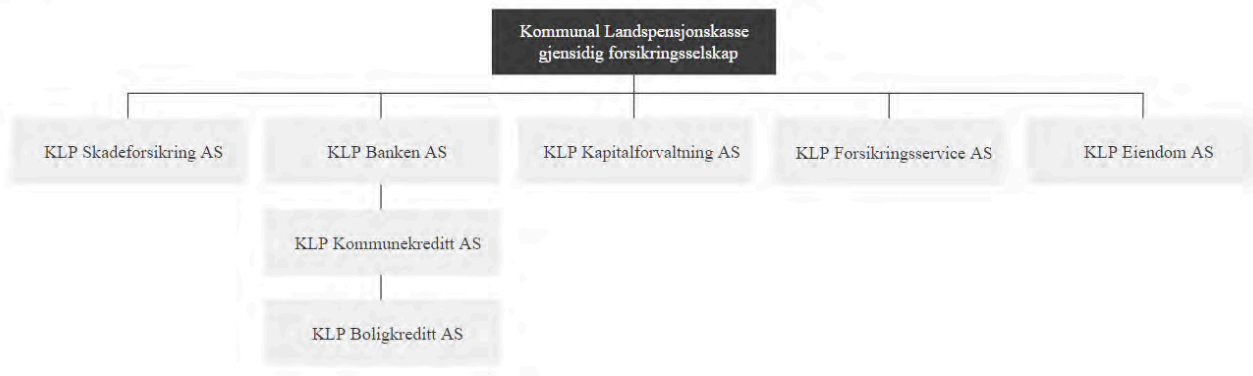 Kommunal Landspensjonskasse
gjensidig forsikringsselskap
KLP Skadeforsikring AS
KLP Banken AS
KLP Kapitalforvaltning AS
KLP Forsikringsservice AS
KLP Eiendom AS
KLP Kommunekreditt AS
KLP Boligkreditt AS